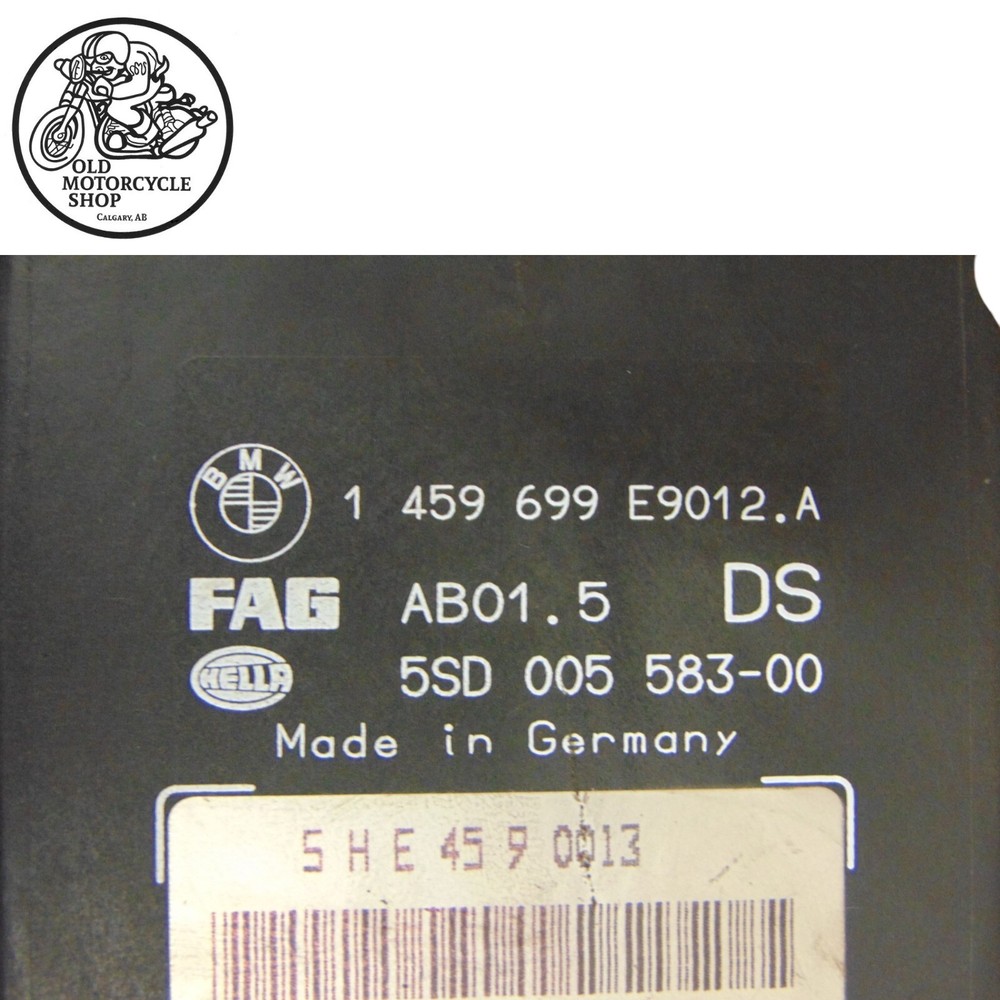 OLD
MOTORCYCLE
SHOP
CALGARY, AB
BMW
1 459 699 E9012.A
FAG AB01.5 DS
HELLA 5SD 005 583-00
Made in Germany
5 H E 45 9 0013